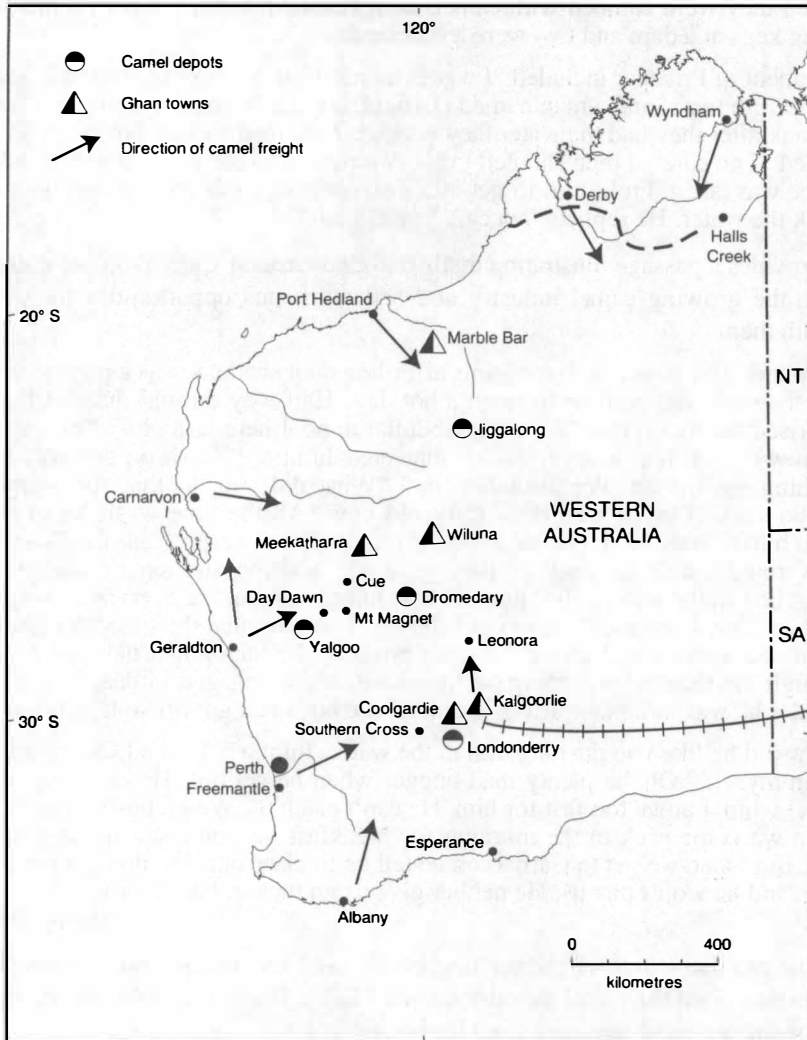 120°
Camel depots
Ghan towns
Direction of camel freight
Wyndham
Derby
Halls
Creek
Port Hedland
20° S
Marble Bar
NT
Jiggalong
Carnarvon
WESTERN
AUSTRALIA
Meekatharra
Wiluna
Cue
Day Dawn
Dromedary
Mt Magnet
SA
Yalgoo
Leonora
Geraldton
Kalgoorlie
Coolgardie
30° S
Southern Cross
Londonderry
Perth
Freemantle
Esperance
Albany
0
400
kilometres